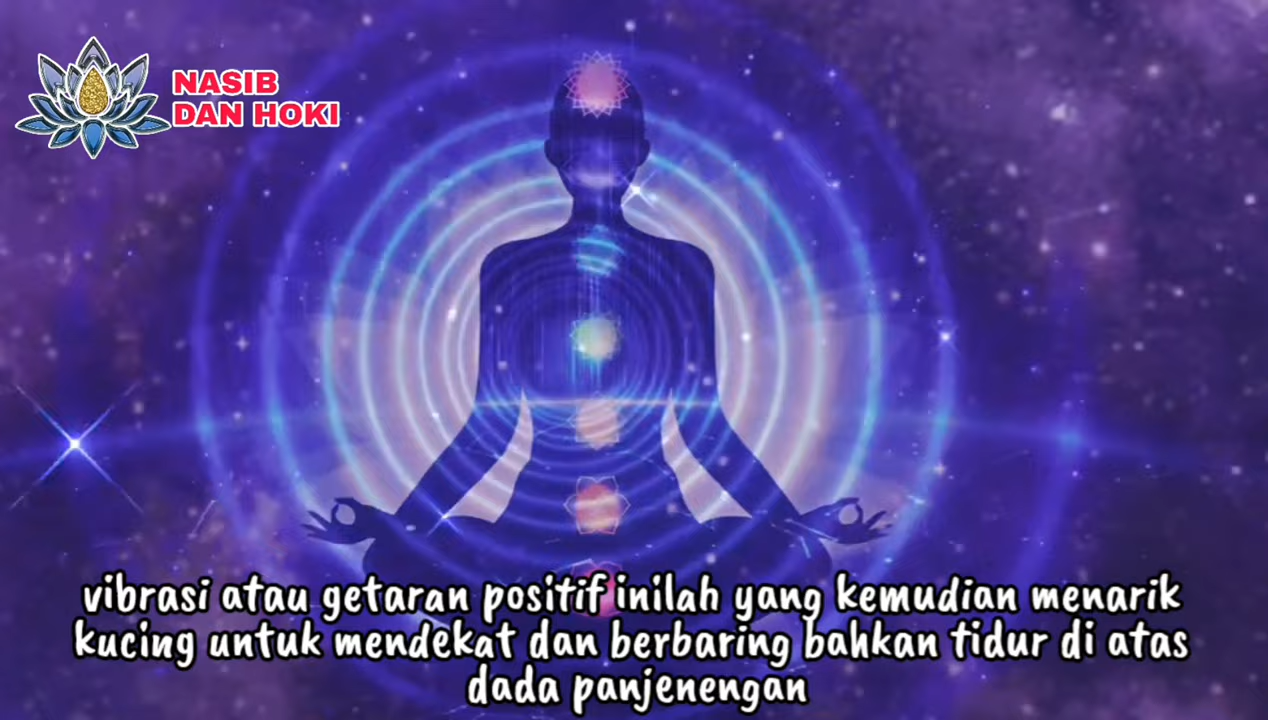 NASIB
DAN HOKI
vibrasi atau getaran positif inilah yang kemudian menarik
kucing untuk mendekat dan berbaring bahkan tidur di atas
dada panjenengan